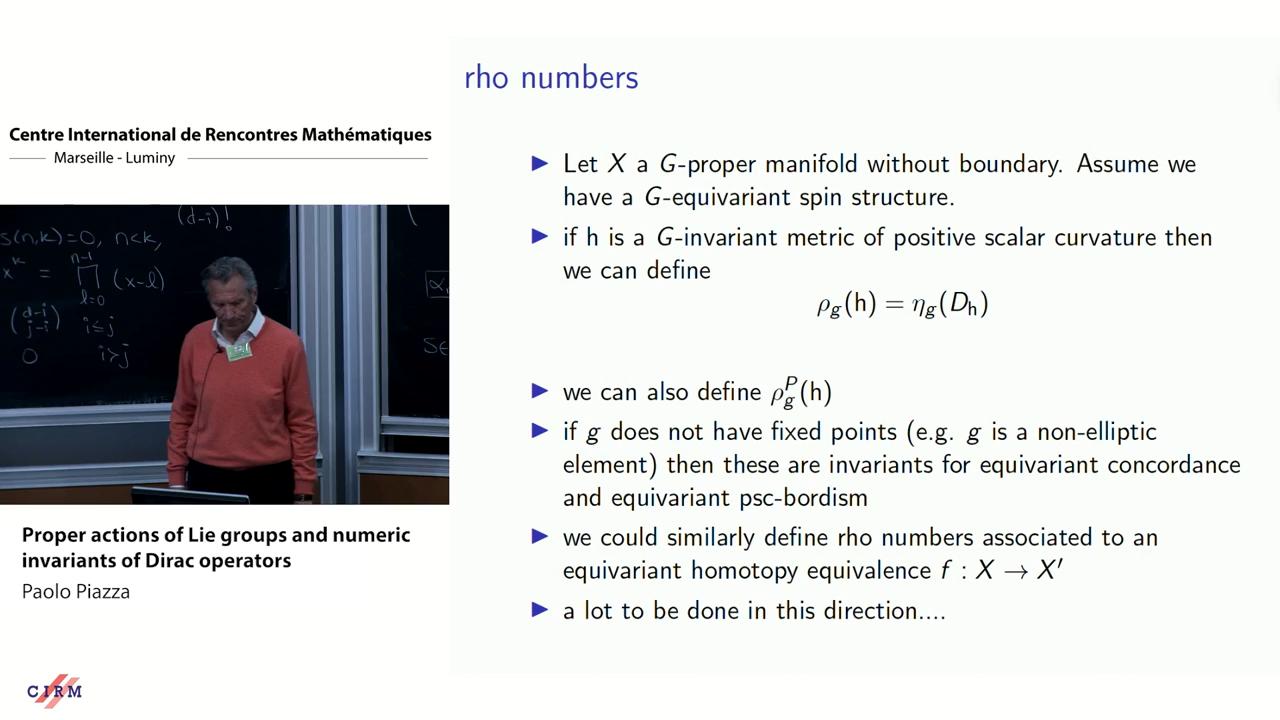 rho numbers
Centre International de Rencontres Mathématiques
Marseille - Luminy
▶ Let X a G-proper manifold without boundary. Assume we
have a G-equivariant spin structure.
▶ if h is a G-invariant metric of positive scalar curvature then
we can define
ρ_g(h) = η_g(D_h)
▶ we can also define ρ_g^P(h)
▶ if g does not have fixed points (e.g. g is a non-elliptic
element) then these are invariants for equivariant concordance
and equivariant psc-bordism
▶ we could similarly define rho numbers associated to an
equivariant homotopy equivalence f : X → X′
▶ a lot to be done in this direction....
(d-i)!
s(n,k)=0, n<k,
x^k = ∏_{l=0}^{n-1} (x-l)
(d-i
j-i) i≤j
0 i>j
Proper actions of Lie groups and numeric
invariants of Dirac operators
Paolo Piazza
CIRM